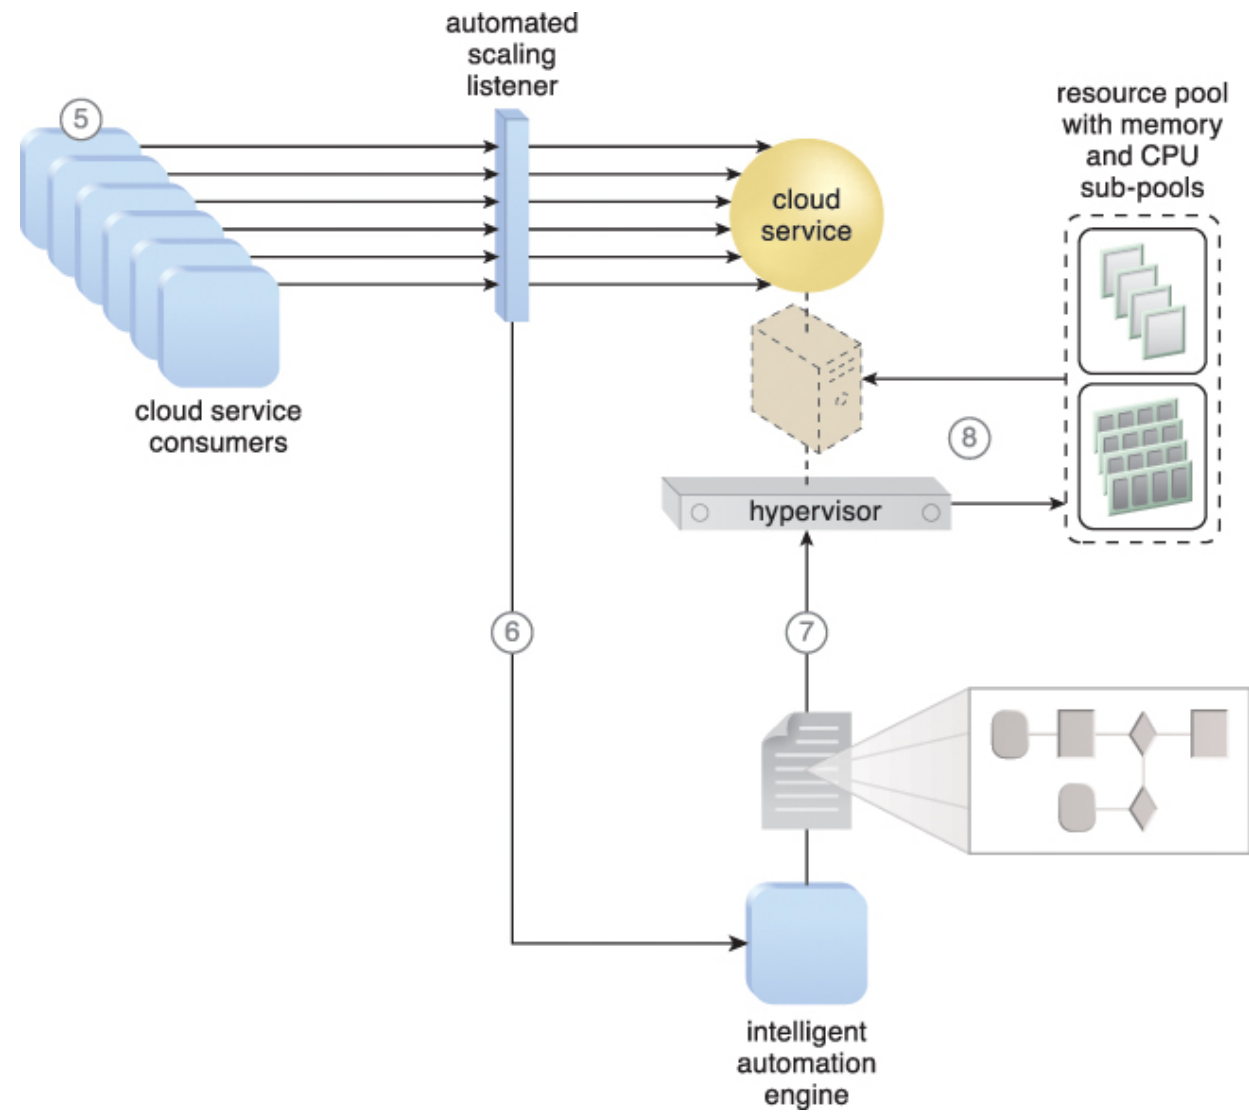 automated
scaling
listener
5
resource pool
with memory
and CPU
sub-pools
cloud
service
cloud service
consumers
8
hypervisor
6
7
intelligent
automation
engine